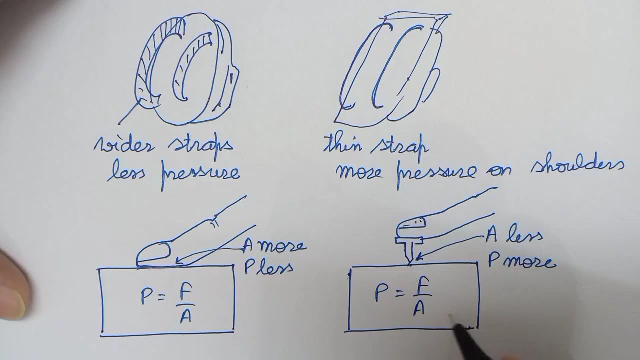 wider straps
less pressure
thin strap
more pressure on shoulders
A more
P less
P = F/A
A less
P more
P = F/A